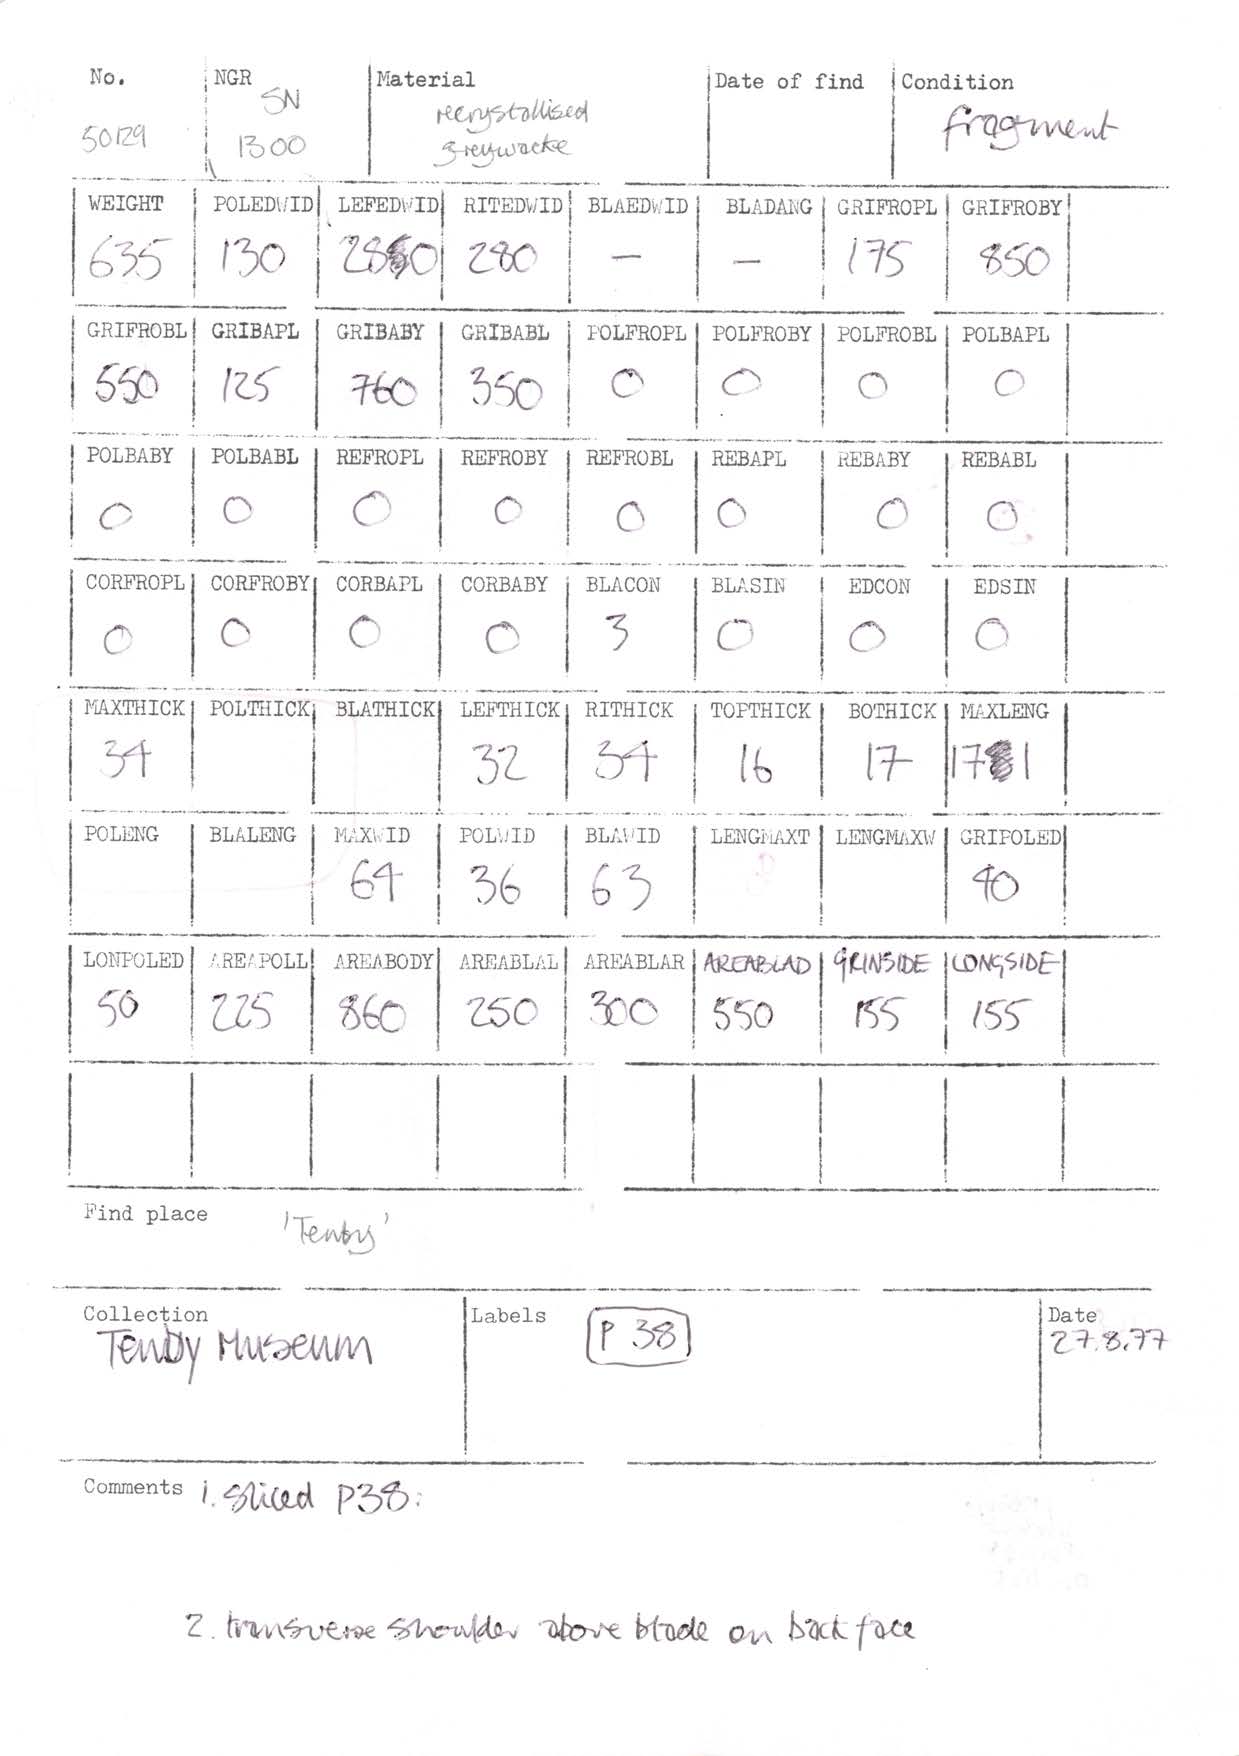 No. NGR Material Date of find Condition
SN recrystallised fragment
50129 1300 greywacke
WEIGHT POLEDWID LEFEDWID RITEDWID BLAEDWID BLADANG GRIFROPL GRIFROBY
635 130 280 280 — — 175 850
GRIFROBL GRIBAPL GRIBABY GRIBABL POLFROPL POLFROBY POLFROBL POLBAPL
550 125 760 350 0 0 0 0
POLBABY POLBABL REFROPL REFROBY REFROBL REBAPL REBABY REBABL
0 0 0 0 0 0 0 0
CORFROPL CORFROBY CORBAPL CORBABY BLACON BLASIN EDCON EDSIN
0 0 0 0 3 0 0 0
MAXTHICK POLTHICK BLATHICK LEFTHICK RITHICK TOPTHICK BOTHICK MAXLENG
34 32 34 16 17 171
POLENG BLALENG MAXWID POLWID BLAWID LENGMAXT LENGMAXW GRIPOLED
64 36 63 40
LONPOLED AREAPOLL AREABODY AREABLAL AREABLAR AREABLAD GRINSIDE LONGSIDE
50 225 860 250 300 550 155 155
Find place 'Tenby'
Collection Labels Date
Tenby Museum P 38 27.8.77
Comments 1. Sliced P38.
2. transverse shoulder above blade on back face